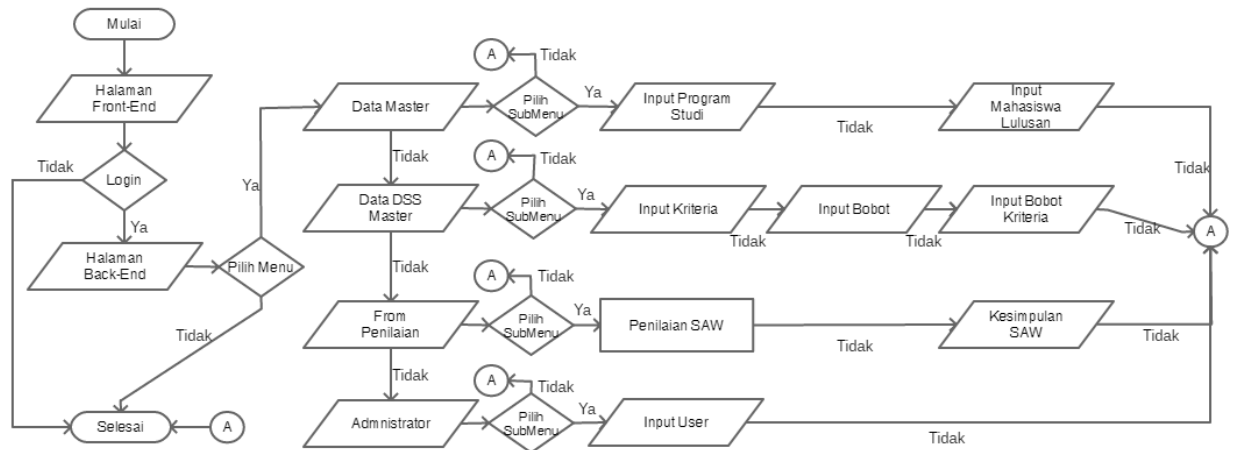 Mulai
Halaman
Front-End
Tidak
Login
Ya
Halaman
Back-End
Pilih Menu
Ya
Tidak
Selesai
A
Data Master
Pilih
SubMenu
A
Tidak
Ya
Input Program
Studi
Tidak
Input
Mahasiswa
Lulusan
Tidak
Tidak
Data DSS
Master
Pilih
SubMenu
A
Tidak
Ya
Input Kriteria
Tidak
Input Bobot
Tidak
Input Bobot
Kriteria
Tidak
A
Tidak
From
Penilaian
Pilih
SubMenu
A
Tidak
Ya
Penilaian SAW
Tidak
Kesimpulan
SAW
Tidak
Tidak
Admnistrator
Pilih
SubMenu
A
Tidak
Ya
Input User
Tidak